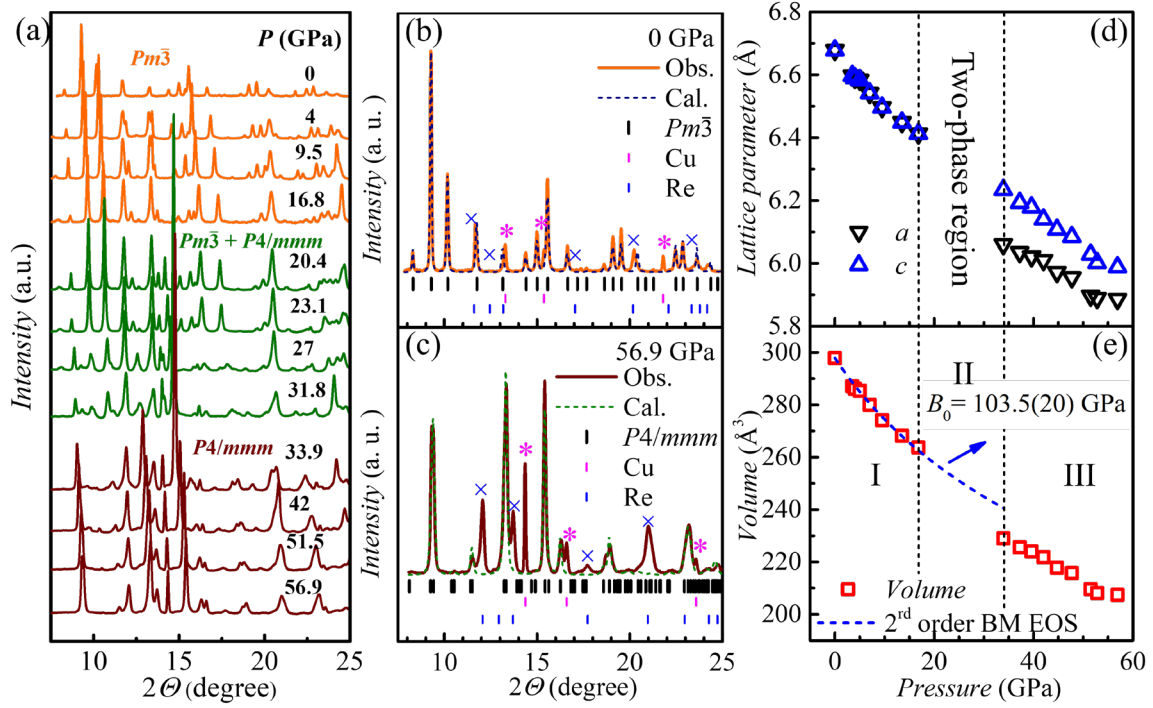 (a)
Pm3̄
P (GPa)
0
4
9.5
16.8
Pm3̄ + P4/mmm
20.4
23.1
27
31.8
P4/mmm
33.9
42
51.5
56.9
Intensity (a.u.)
10 15 20 25
2Θ (degree)
(b)
0 GPa
Obs.
Cal.
Pm3̄
Cu
Re
× * * × × × * ×
Intensity (a. u.)
(c)
56.9 GPa
Obs.
Cal.
P4/mmm
Cu
Re
× × * * × × *
Intensity (a. u.)
10 15 20 25
2Θ (degree)
(d)
Two-phase region
a
c
Lattice parameter (Å)
6.8
6.6
6.4
6.2
6.0
5.8
(e)
II
B0= 103.5(20) GPa
I
III
Volume
2rd order BM EOS
Volume (Å3)
300
280
260
240
220
200
0 20 40 60
Pressure (GPa)